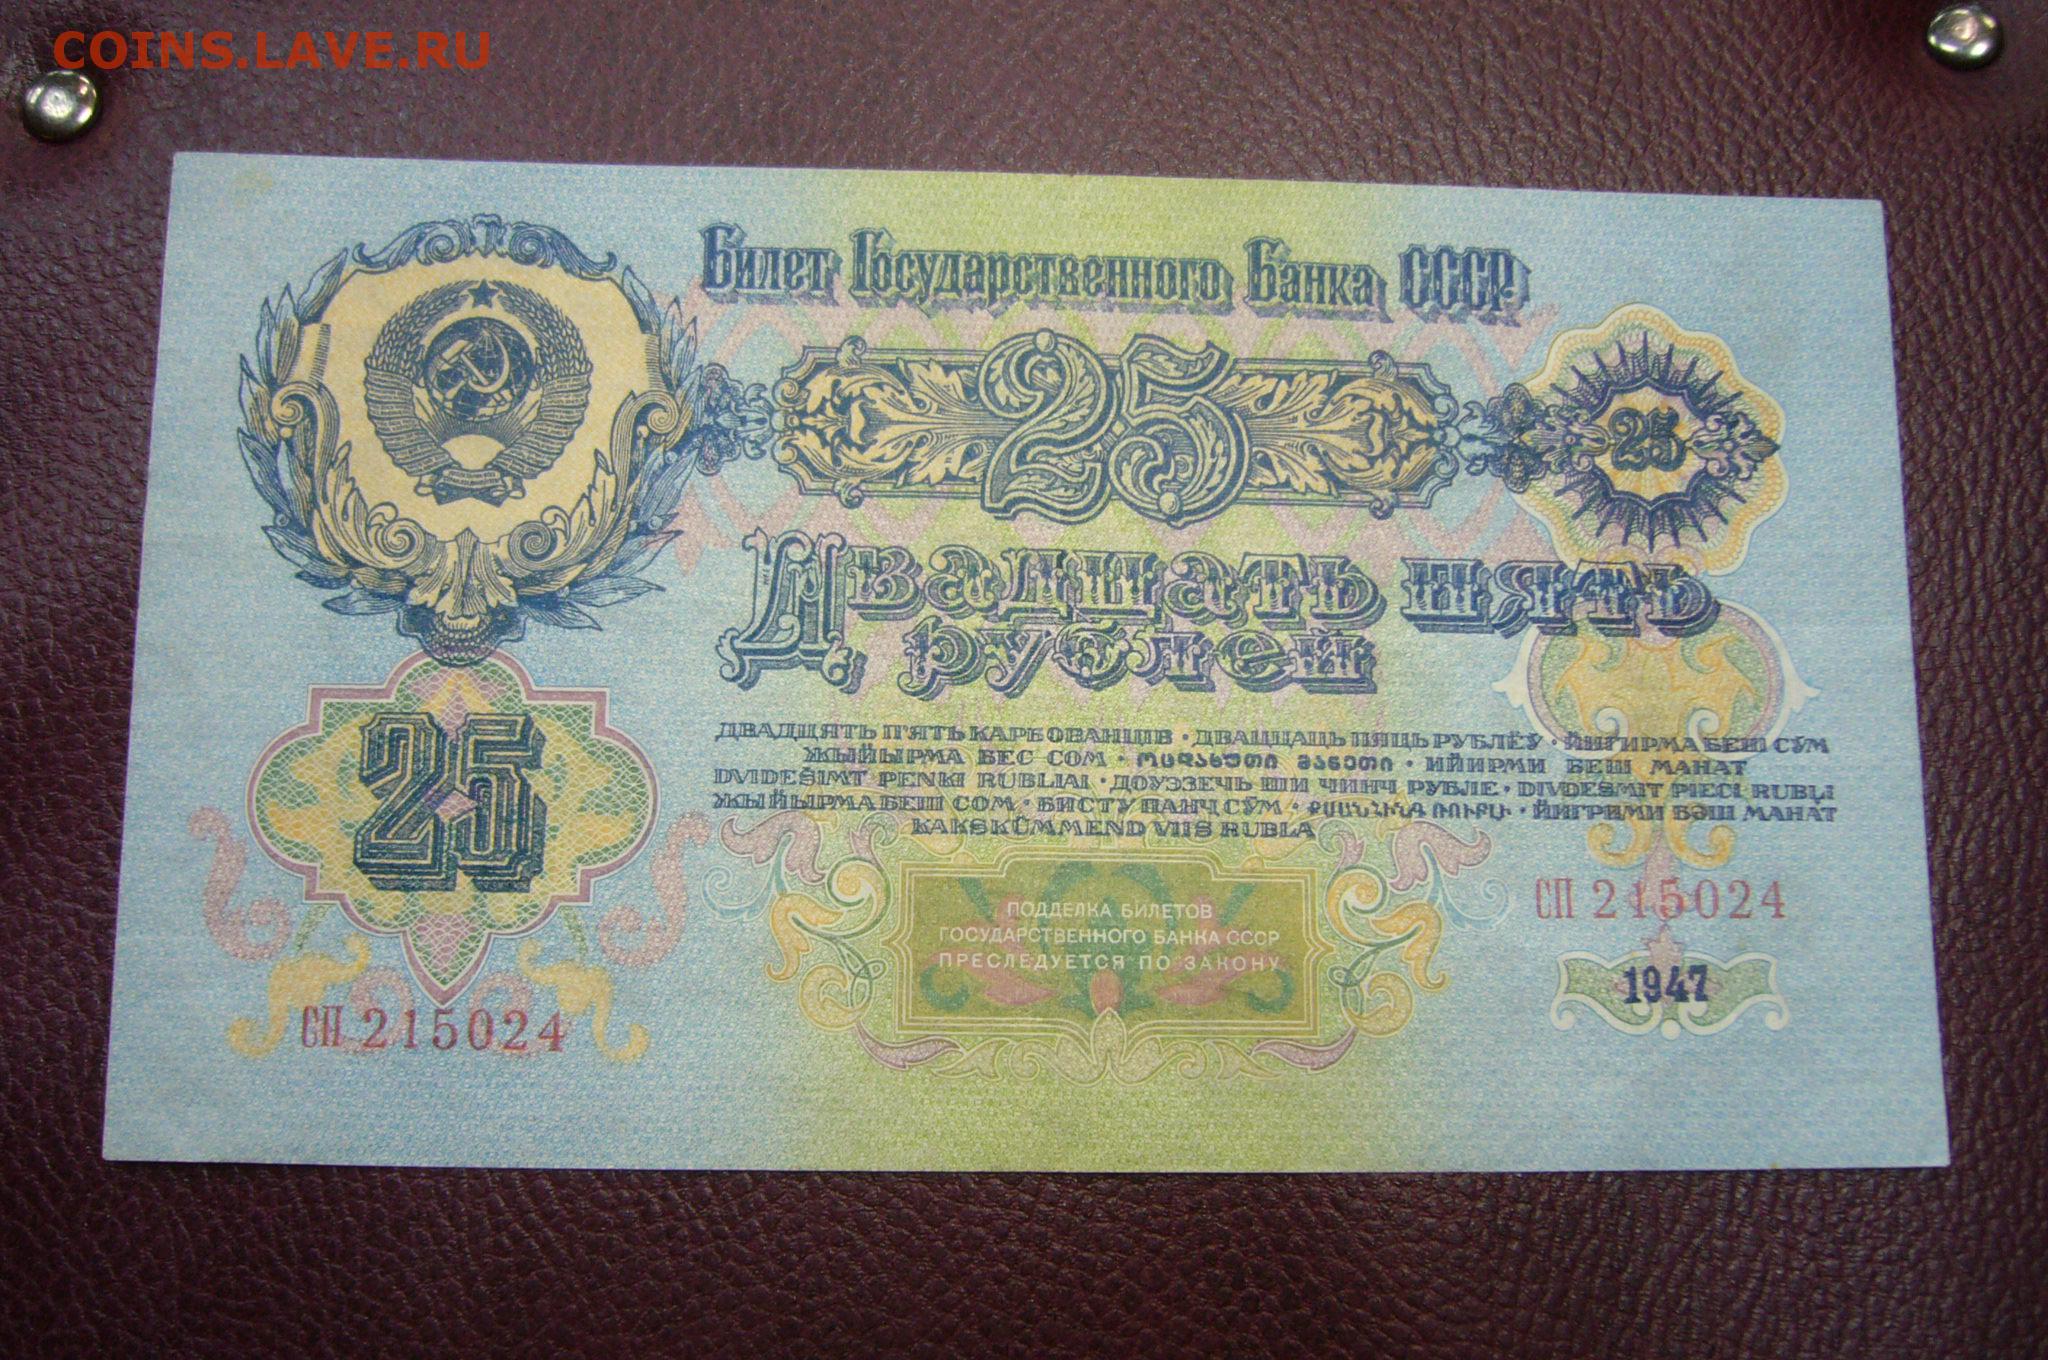 COINS.LAVE.RU
Билет Государственного Банка СССР
25
25
Двадцать пять
рублей
25
ДВАДЦЯТЬ П'ЯТЬ КАРБОВАНЦІВ · ДВАЦЦАЦЬ ПЯЦЬ РУБЛЁЎ · ЙИГИРМА БЕШ СЎМ
ЖЫЙЫРМА БЕС СОМ · ოცდახუთი მანეთი · ИЙИРМИ БЕШ МАНАТ
DVIDEŠIMT PENKI RUBLIAI · ДОУЭЗЕЧЬ ШИ ЧИНЧ РУБЛЕ · DIVDESMIT PIECI RUBĻI
ЖЫЙЫРМА БЕШ СОМ · БИСТУ ПАНҶ СӮМ · ՔՍԱՆՀԻՆԳ ՌՈՒԲԼԻ · ЙИГРИМИ БӘШ МАНАТ
KAKSKÜMMEND VIIS RUBLA
ПОДДЕЛКА БИЛЕТОВ
ГОСУДАРСТВЕННОГО БАНКА СССР
ПРЕСЛЕДУЕТСЯ ПО ЗАКОНУ
СП 215024
1947
СП 215024